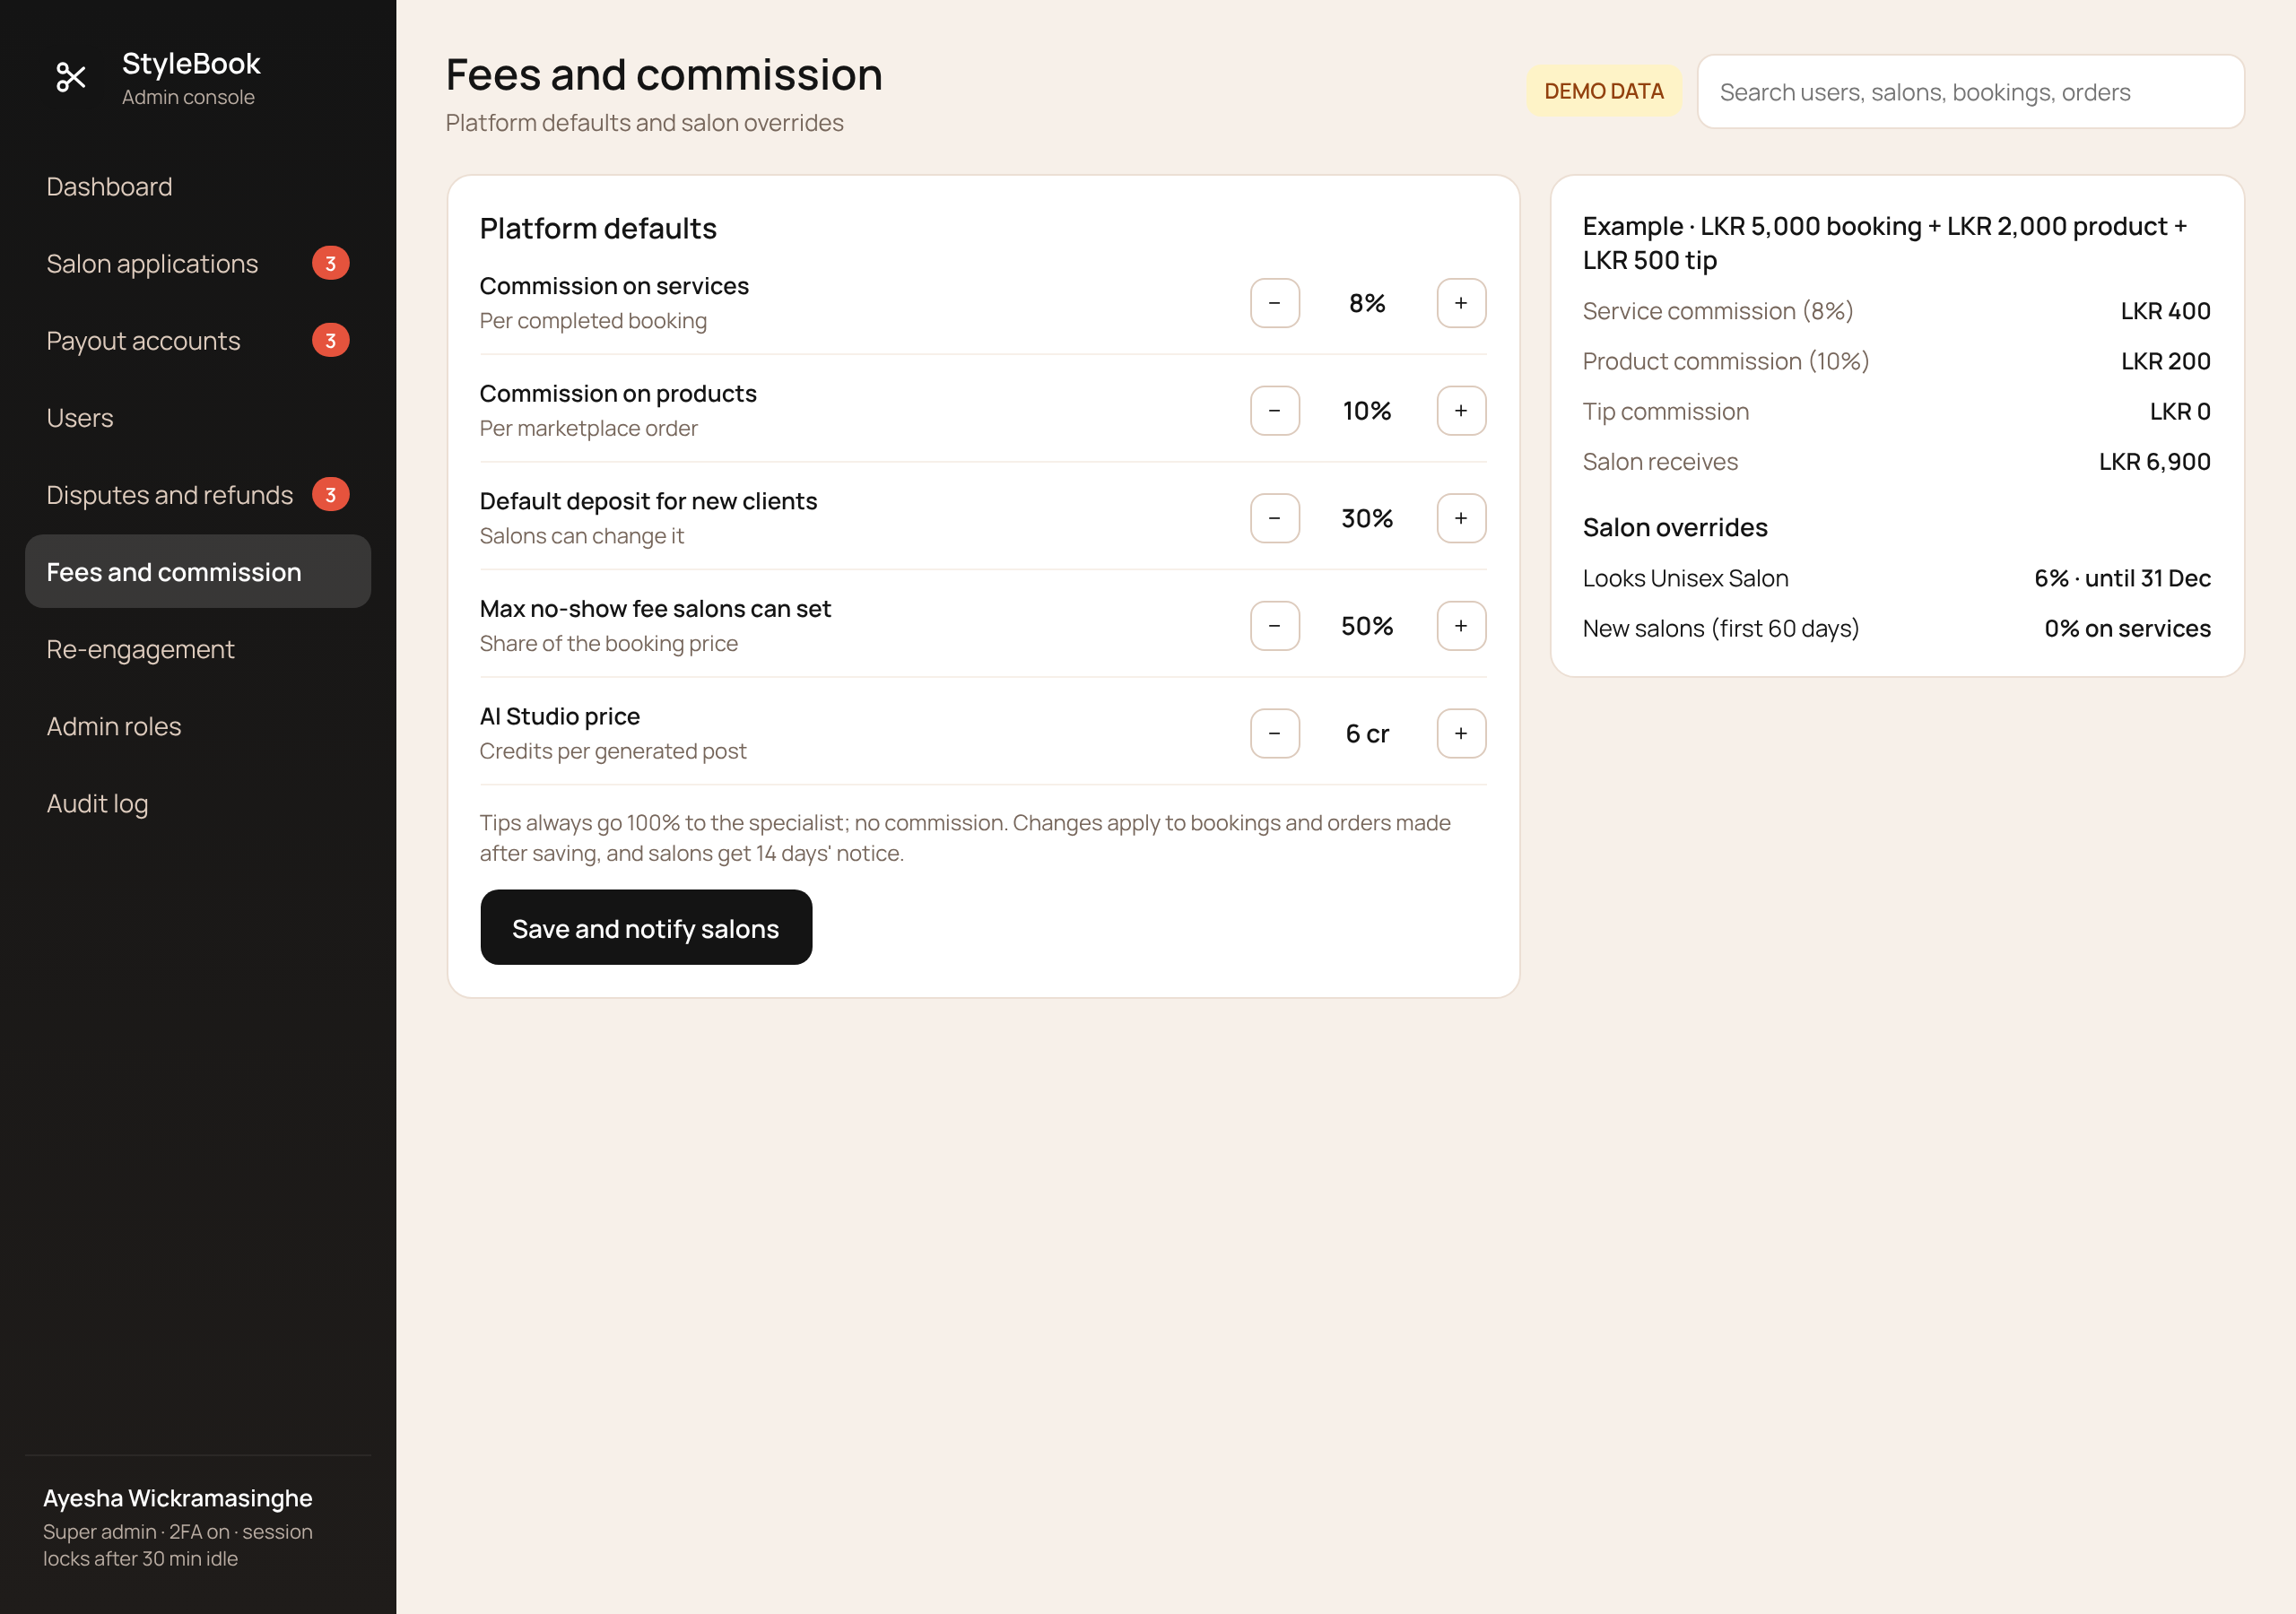 StyleBook
Admin console
Dashboard
Salon applications 3
Payout accounts 3
Users
Disputes and refunds 3
Fees and commission
Re-engagement
Admin roles
Audit log
Ayesha Wickramasinghe
Super admin · 2FA on · session
locks after 30 min idle
Fees and commission
Platform defaults and salon overrides
DEMO DATA
Search users, salons, bookings, orders
Platform defaults
Commission on services
Per completed booking
− 8% +
Commission on products
Per marketplace order
− 10% +
Default deposit for new clients
Salons can change it
− 30% +
Max no-show fee salons can set
Share of the booking price
− 50% +
AI Studio price
Credits per generated post
− 6 cr +
Tips always go 100% to the specialist; no commission. Changes apply to bookings and orders made
after saving, and salons get 14 days' notice.
Save and notify salons
Example · LKR 5,000 booking + LKR 2,000 product +
LKR 500 tip
Service commission (8%) LKR 400
Product commission (10%) LKR 200
Tip commission LKR 0
Salon receives LKR 6,900
Salon overrides
Looks Unisex Salon 6% · until 31 Dec
New salons (first 60 days) 0% on services